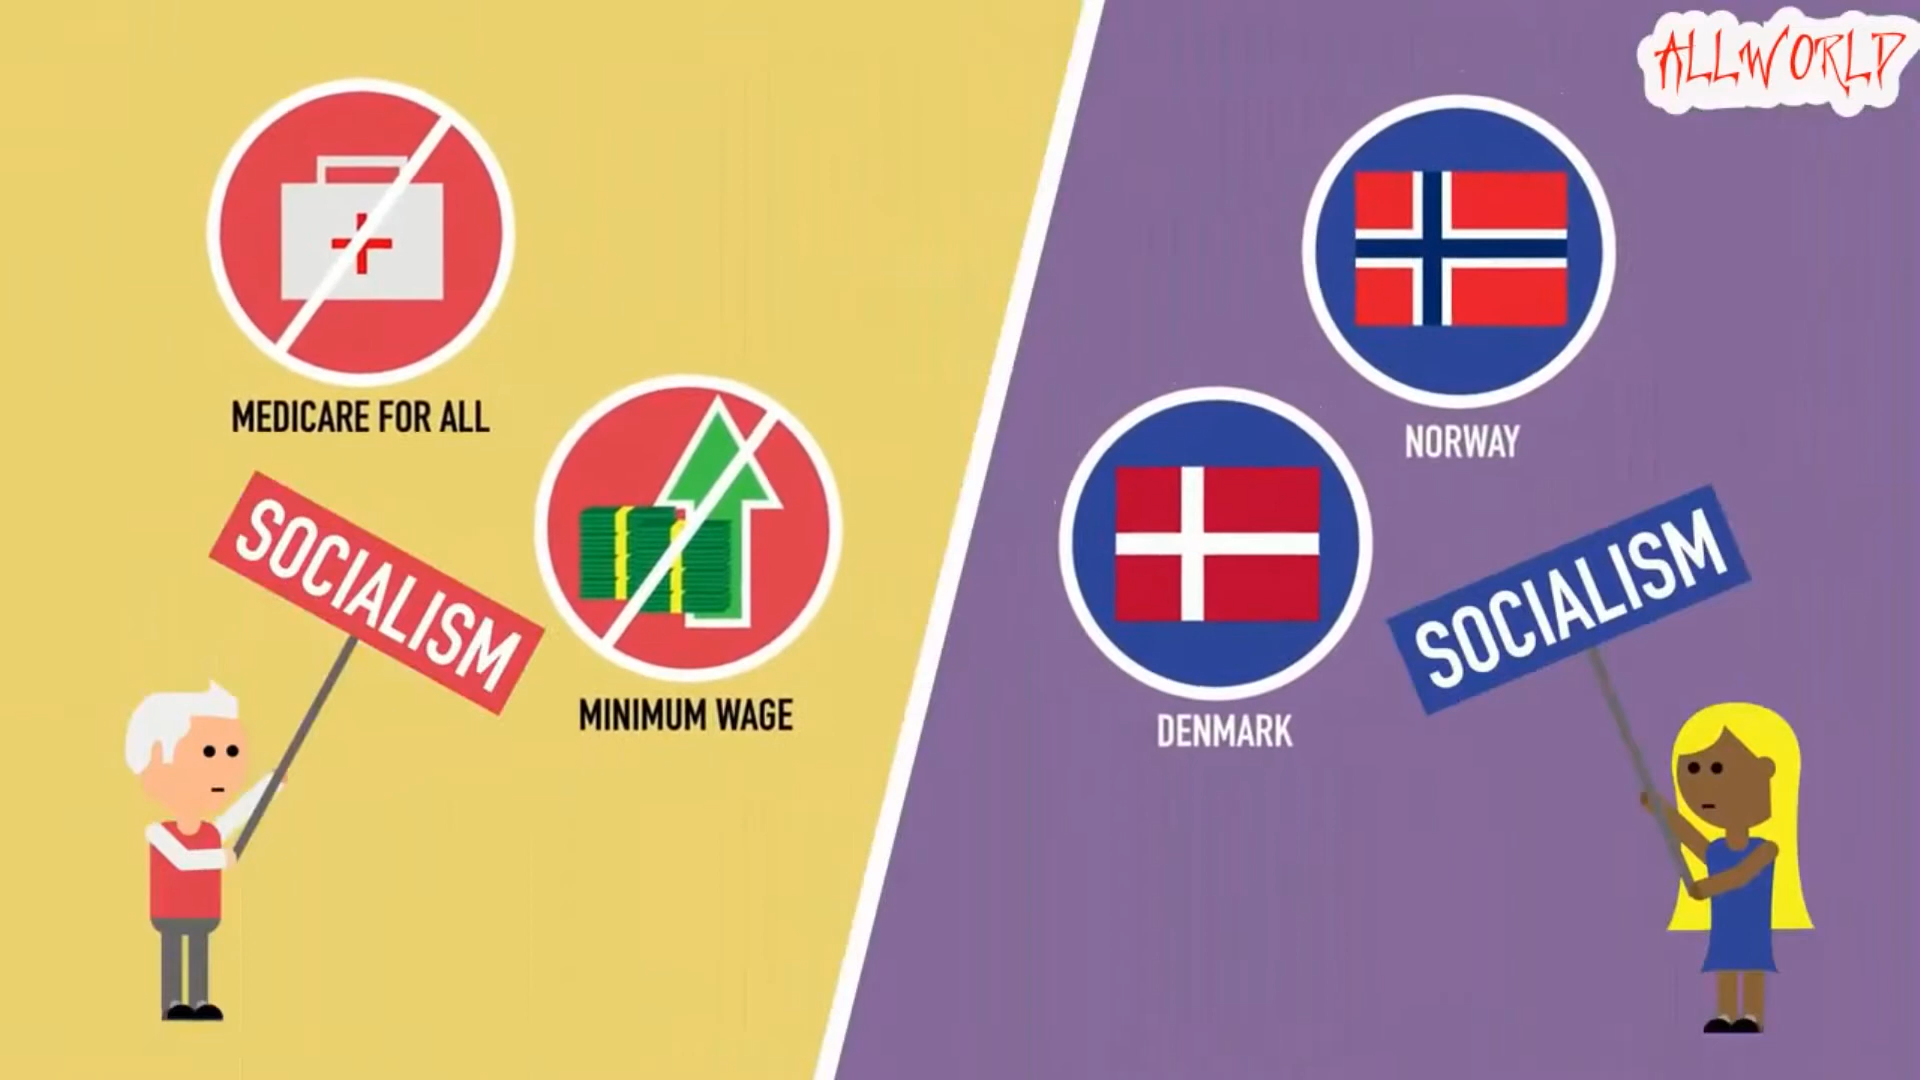 ALLWORLD
MEDICARE FOR ALL
SOCIALISM
MINIMUM WAGE
NORWAY
DENMARK
SOCIALISM